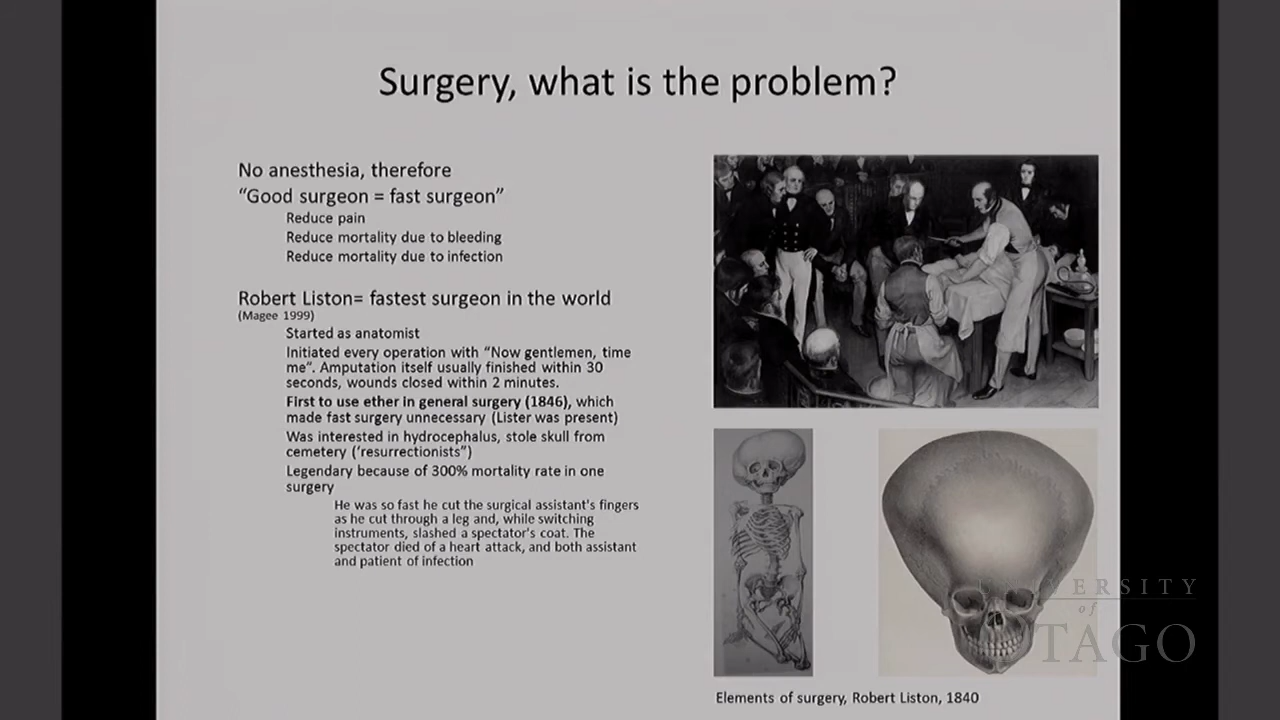 Surgery, what is the problem?
No anesthesia, therefore
“Good surgeon = fast surgeon”
Reduce pain
Reduce mortality due to bleeding
Reduce mortality due to infection
Robert Liston= fastest surgeon in the world
(Magee 1999)
Started as anatomist
Initiated every operation with “Now gentlemen, time
me”. Amputation itself usually finished within 30
seconds, wounds closed within 2 minutes.
First to use ether in general surgery (1846), which
made fast surgery unnecessary (Lister was present)
Was interested in hydrocephalus, stole skull from
cemetery (‘resurrectionists”)
Legendary because of 300% mortality rate in one
surgery
He was so fast he cut the surgical assistant's fingers
as he cut through a leg and, while switching
instruments, slashed a spectator's coat. The
spectator died of a heart attack, and both assistant
and patient of infection
Elements of surgery, Robert Liston, 1840
UNIVERSITY
of
OTAGO